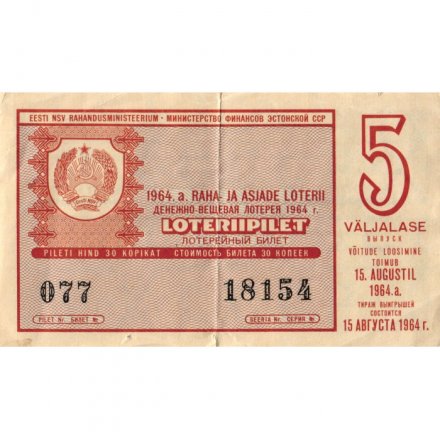 EESTI NSV RAHANDUSMINISTEERIUM · МИНИСТЕРСТВО ФИНАНСОВ ЭСТОНСКОЙ ССР
1964. a. RAHA- JA ASJADE LOTERII
ДЕНЕЖНО-ВЕЩЕВАЯ ЛОТЕРЕЯ 1964 г.
LOTERIIPILET
ЛОТЕРЕЙНЫЙ БИЛЕТ
PILETI HIND 30 KOPIKAT СТОИМОСТЬ БИЛЕТА 30 КОПЕЕК
077 18154
PILET Nr. БИЛЕТ № SEERIA Nr. СЕРИЯ №
5
VÄLJALASE
ВЫПУСК
VÕITUDE LOOSIMINE
TOIMUB
15. AUGUSTIL
1964. a.
ТИРАЖ ВЫИГРЫШЕЙ
СОСТОИТСЯ
15 АВГУСТА 1964 г.